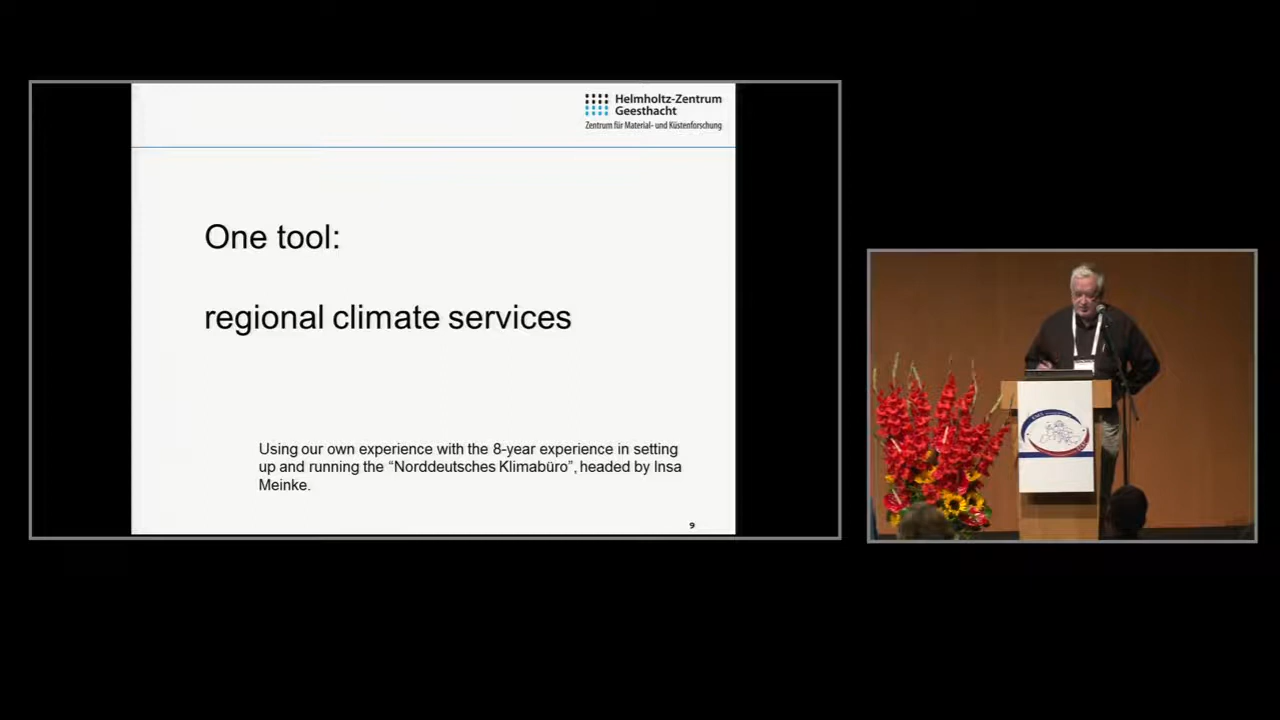 Helmholtz-Zentrum
Geesthacht
Zentrum für Material- und Küstenforschung
One tool:
regional climate services
Using our own experience with the 8-year experience in setting
up and running the “Norddeutsches Klimabüro”, headed by Insa
Meinke.
9